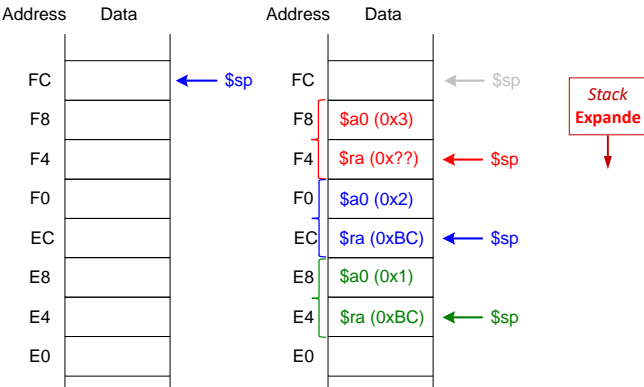 Address Data Address Data
FC $sp FC $sp
F8 F8 $a0 (0x3)
F4 F4 $ra (0x??) $sp
F0 F0 $a0 (0x2)
EC EC $ra (0xBC) $sp
E8 E8 $a0 (0x1)
E4 E4 $ra (0xBC) $sp
E0 E0
Stack
Expande